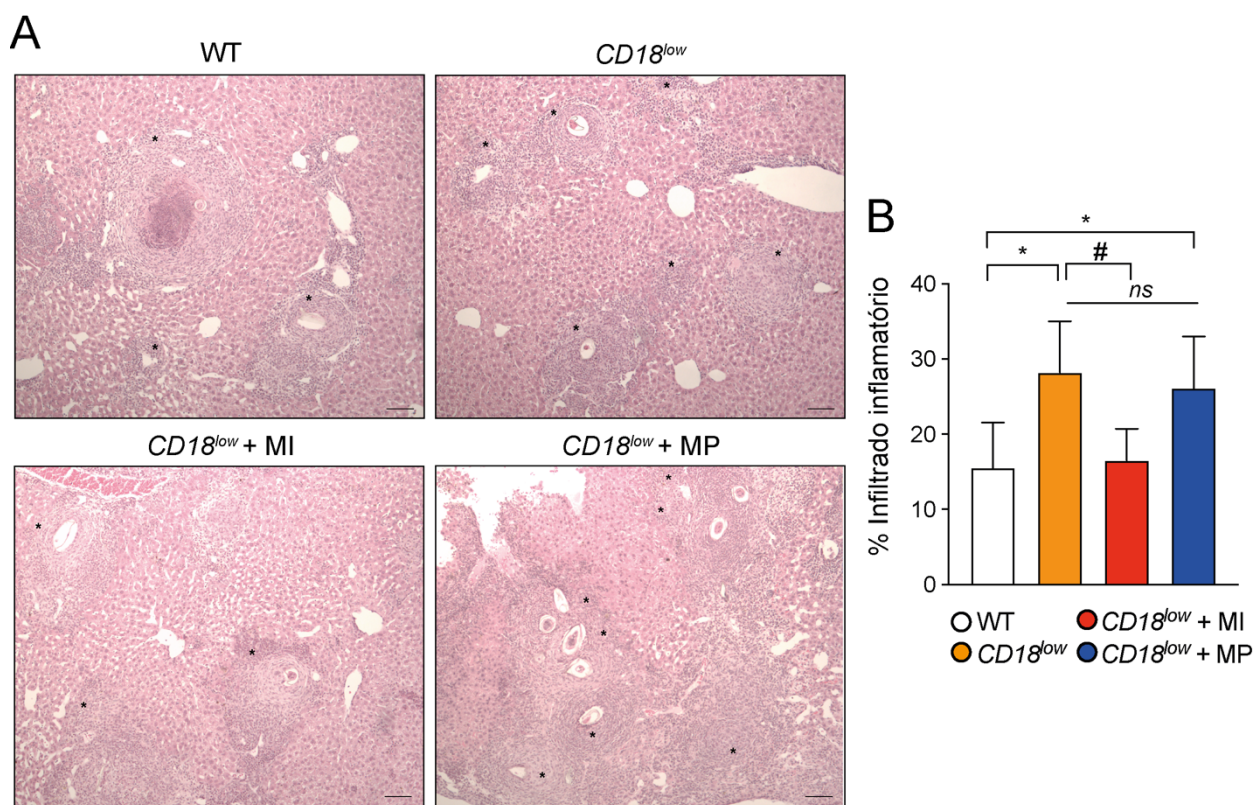 A
WT
CD18low
CD18low + MI
CD18low + MP
B
*
* #
ns
% Infiltrado inflamatório
40
30
20
10
0
WT
CD18low
CD18low + MI
CD18low + MP